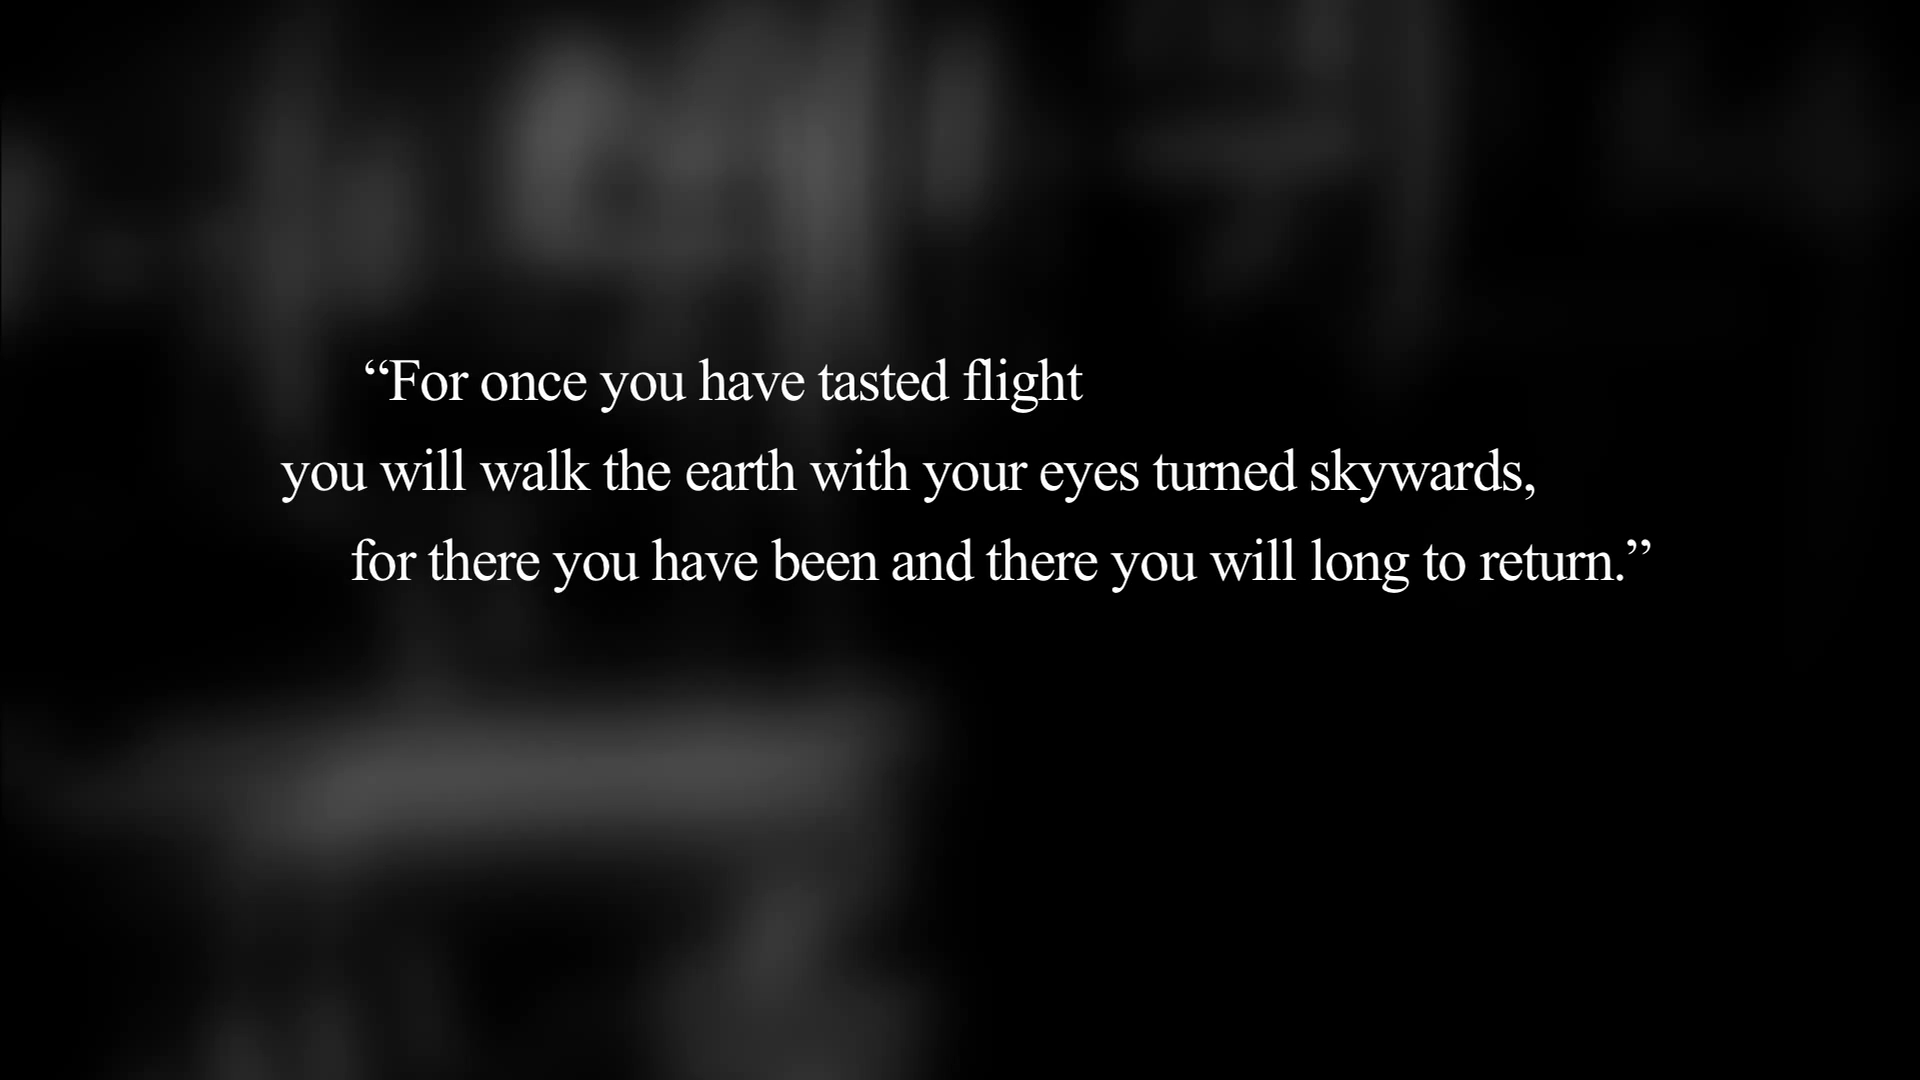 “For once you have tasted flight
you will walk the earth with your eyes turned skywards,
for there you have been and there you will long to return.”